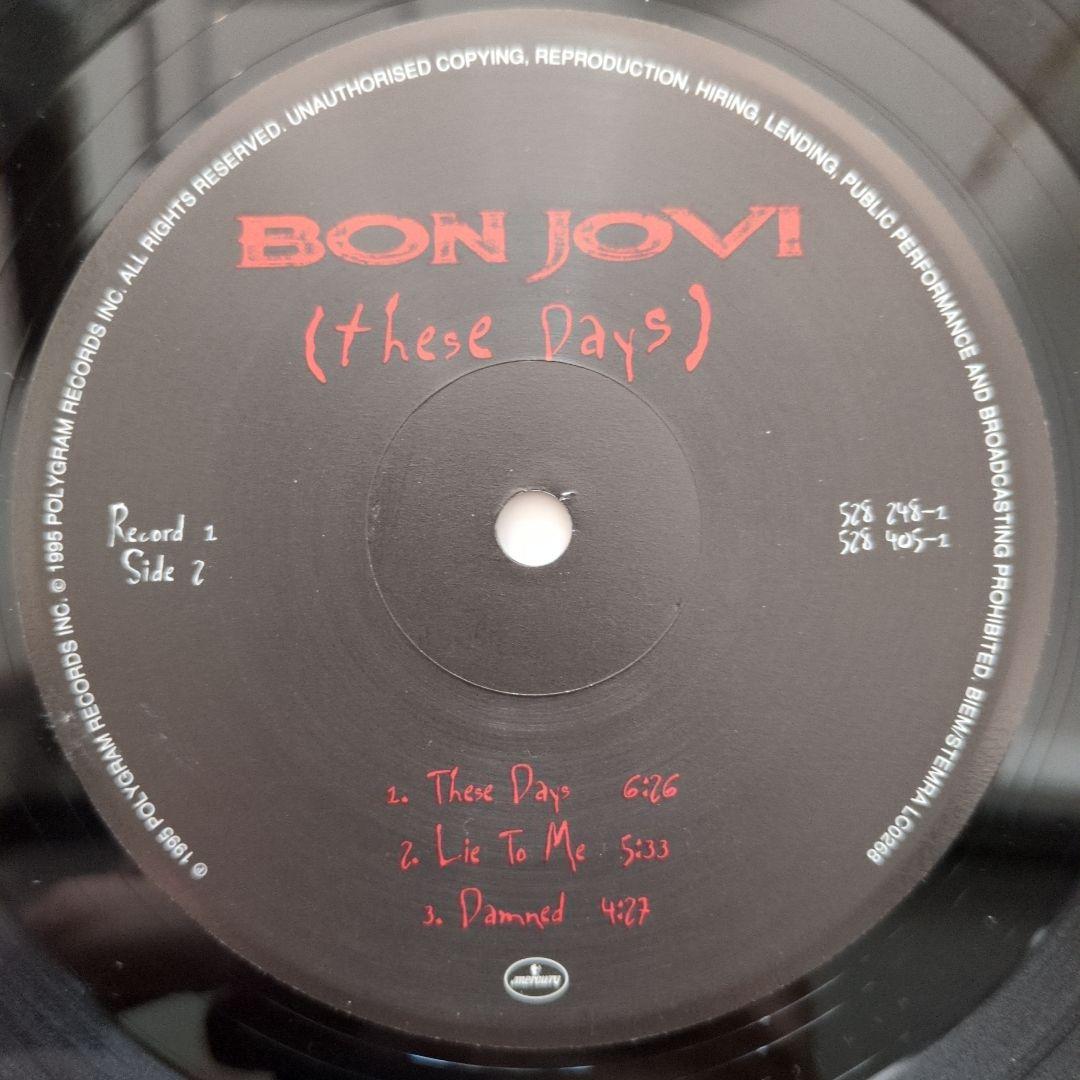 ℗ 1995 POLYGRAM RECORDS INC. © 1995 POLYGRAM RECORDS INC. ALL RIGHTS RESERVED. UNAUTHORISED COPYING, REPRODUCTION, HIRING, LENDING, PUBLIC PERFORMANCE AND BROADCASTING PROHIBITED. BIEM/STEMRA LC0268
BON JOVI
(these Days)
Record 1
Side 2
528 248-1
528 405-1
1. These Days 6:26
2. Lie To Me 5:33
3. Damned 4:27
mercury